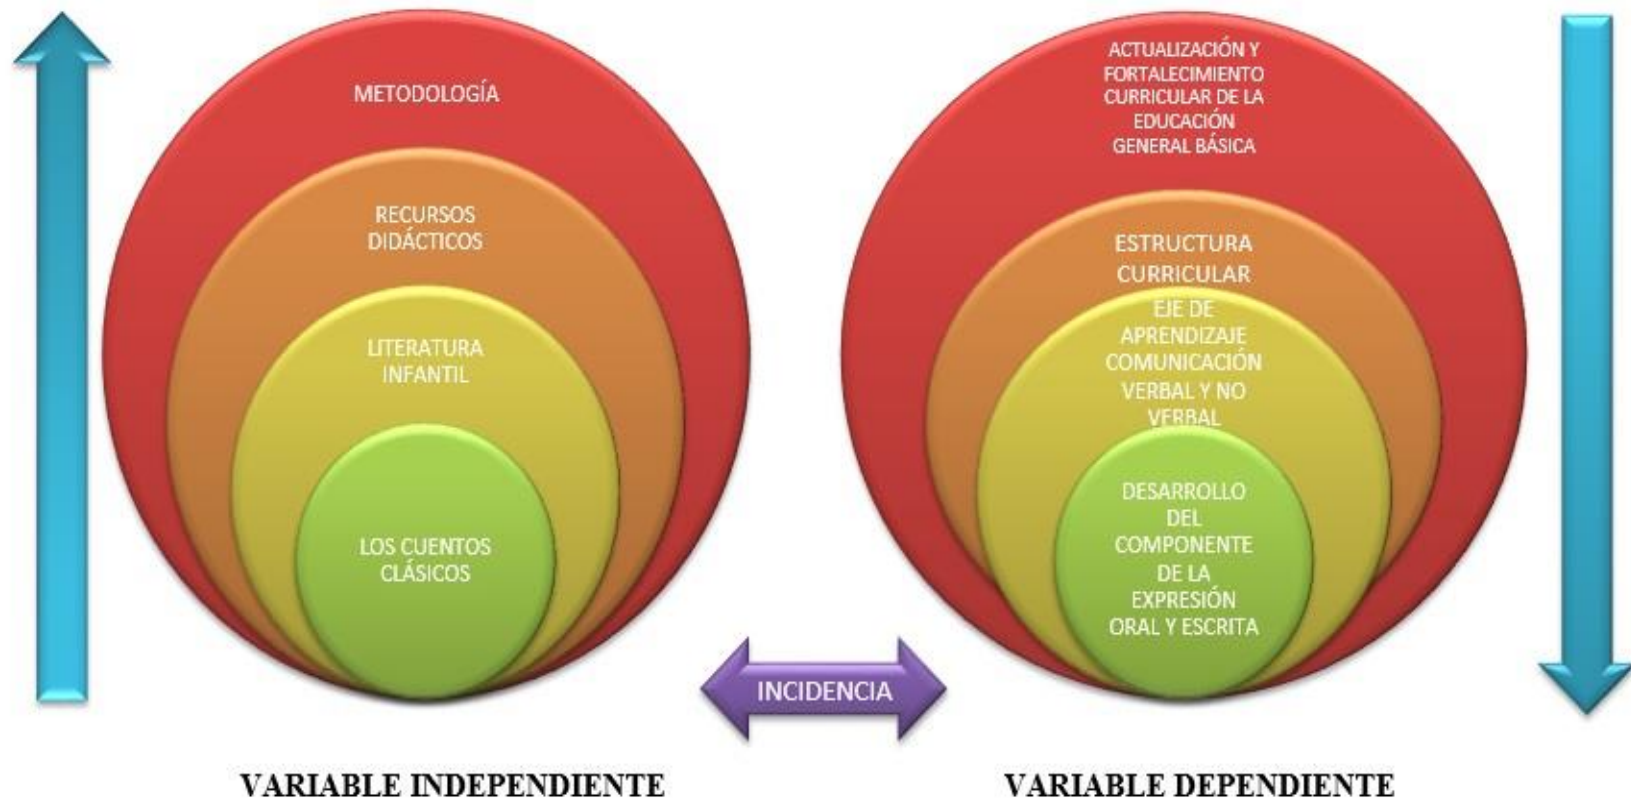 METODOLOGÍA
RECURSOS
DIDÁCTICOS
LITERATURA
INFANTIL
LOS CUENTOS
CLÁSICOS
ACTUALIZACIÓN Y
FORTALECIMIENTO
CURRICULAR DE LA
EDUCACIÓN
GENERAL BÁSICA
ESTRUCTURA
CURRICULAR
EJE DE
APRENDIZAJE
COMUNICACIÓN
VERBAL Y NO
VERBAL
DESARROLLO
DEL
COMPONENTE
DE LA
EXPRESIÓN
ORAL Y ESCRITA
INCIDENCIA
VARIABLE INDEPENDIENTE
VARIABLE DEPENDIENTE